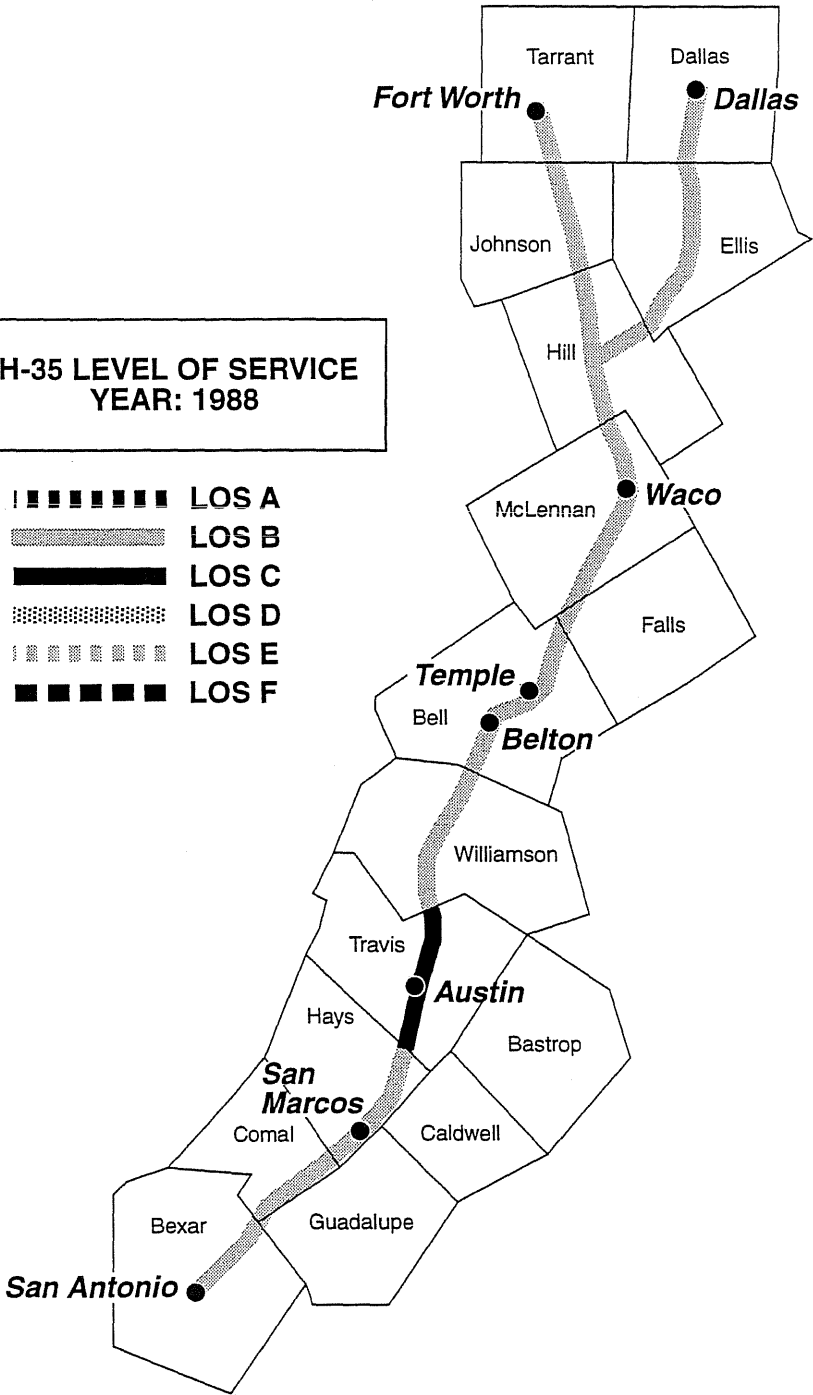 Tarrant
Dallas
Fort Worth
Dallas
Johnson
Ellis
H-35 LEVEL OF SERVICE
YEAR: 1988
Hill
LOS A
LOS B
LOS C
LOS D
LOS E
LOS F
McLennan
Waco
Falls
Temple
Bell
Belton
Williamson
Travis
Austin
Hays
Bastrop
San
Marcos
Comal
Caldwell
Bexar
Guadalupe
San Antonio